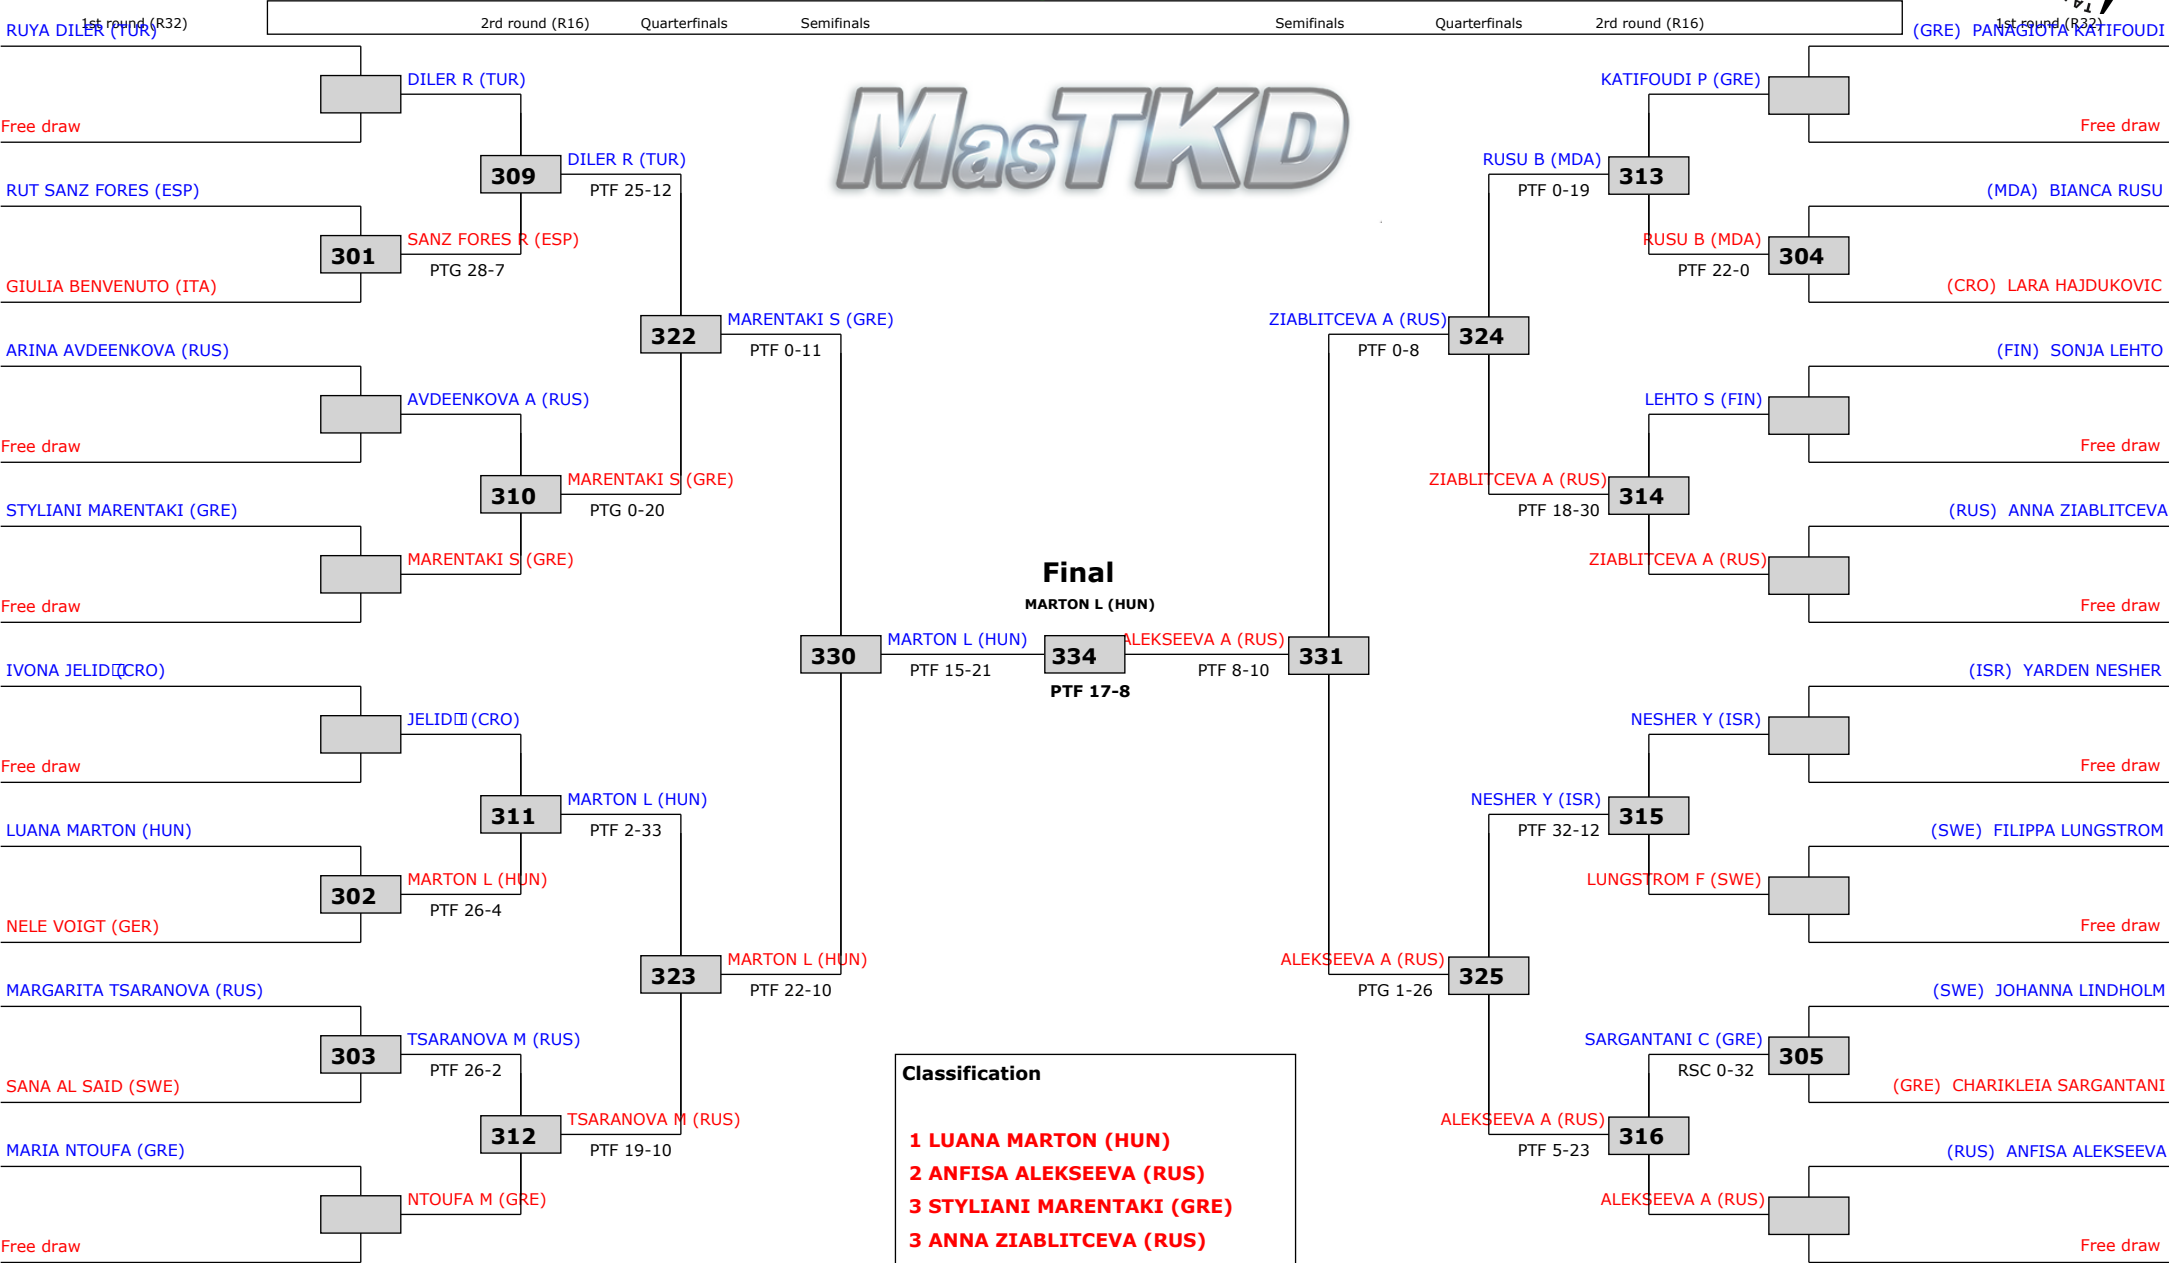 1st round (R32)
2rd round (R16)
Quarterfinals
Semifinals
Semifinals
Quarterfinals
2rd round (R16)
1st round (R32)
MasTKD
RUYA DILER (TUR)
Free draw
RUT SANZ FORES (ESP)
GIULIA BENVENUTO (ITA)
ARINA AVDEENKOVA (RUS)
Free draw
STYLIANI MARENTAKI (GRE)
Free draw
IVONA JELID (CRO)
Free draw
LUANA MARTON (HUN)
NELE VOIGT (GER)
MARGARITA TSARANOVA (RUS)
SANA AL SAID (SWE)
MARIA NTOUFA (GRE)
Free draw
DILER R (TUR)
301
SANZ FORES R (ESP)
PTG 28-7
AVDEENKOVA A (RUS)
MARENTAKI S (GRE)
JELID (CRO)
302
MARTON L (HUN)
PTF 26-4
303
TSARANOVA M (RUS)
PTF 26-2
NTOUFA M (GRE)
309
DILER R (TUR)
PTF 25-12
310
MARENTAKI S (GRE)
PTG 0-20
311
MARTON L (HUN)
PTF 2-33
312
TSARANOVA M (RUS)
PTF 19-10
322
MARENTAKI S (GRE)
PTF 0-11
323
MARTON L (HUN)
PTF 22-10
330
MARTON L (HUN)
PTF 15-21
Final
MARTON L (HUN)
334
PTF 17-8
ALEKSEEVA A (RUS)
PTF 8-10
331
ZIABLITCEVA A (RUS)
PTF 0-8
324
ALEKSEEVA A (RUS)
PTG 1-26
325
RUSU B (MDA)
PTF 0-19
313
ZIABLITCEVA A (RUS)
PTF 18-30
314
NESHER Y (ISR)
PTF 32-12
315
ALEKSEEVA A (RUS)
PTF 5-23
316
KATIFOUDI P (GRE)
RUSU B (MDA)
PTF 22-0
304
LEHTO S (FIN)
ZIABLITCEVA A (RUS)
NESHER Y (ISR)
LUNGSTROM F (SWE)
SARGANTANI C (GRE)
RSC 0-32
305
ALEKSEEVA A (RUS)
(GRE) PANAGIOTA KATIFOUDI
Free draw
(MDA) BIANCA RUSU
(CRO) LARA HAJDUKOVIC
(FIN) SONJA LEHTO
Free draw
(RUS) ANNA ZIABLITCEVA
Free draw
(ISR) YARDEN NESHER
Free draw
(SWE) FILIPPA LUNGSTROM
Free draw
(SWE) JOHANNA LINDHOLM
(GRE) CHARIKLEIA SARGANTANI
(RUS) ANFISA ALEKSEEVA
Free draw
Classification
1 LUANA MARTON (HUN)
2 ANFISA ALEKSEEVA (RUS)
3 STYLIANI MARENTAKI (GRE)
3 ANNA ZIABLITCEVA (RUS)